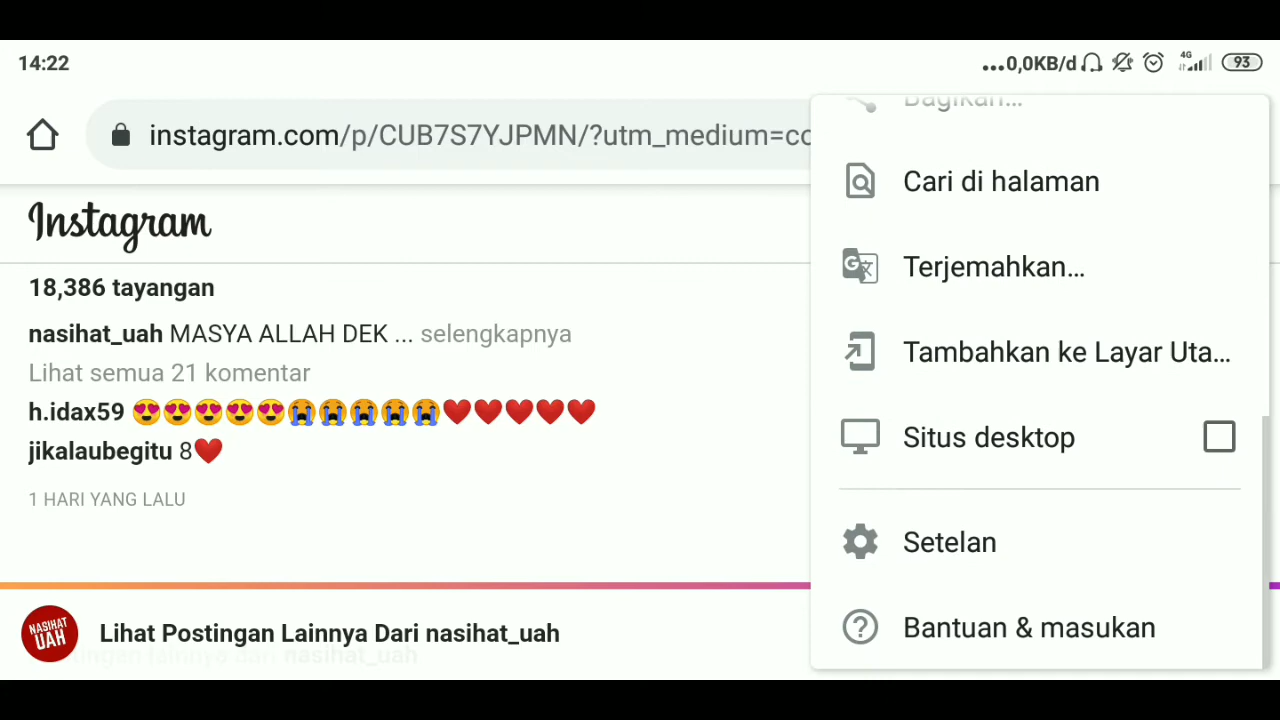 14:22
...0,0KB/d 4G 93
instagram.com/p/CUB7S7YJPMN/?utm_medium=co
Instagram
18,386 tayangan
nasihat_uah MASYA ALLAH DEK ... selengkapnya
Lihat semua 21 komentar
h.idax59 😍😍😍😍😍😭😭😭😭😭❤️❤️❤️❤️❤️
jikalaubegitu 8❤️
1 HARI YANG LALU
NASIHAT
UAH
Lihat Postingan Lainnya Dari nasihat_uah
Bagikan...
Cari di halaman
Terjemahkan...
Tambahkan ke Layar Uta...
Situs desktop
Setelan
Bantuan & masukan